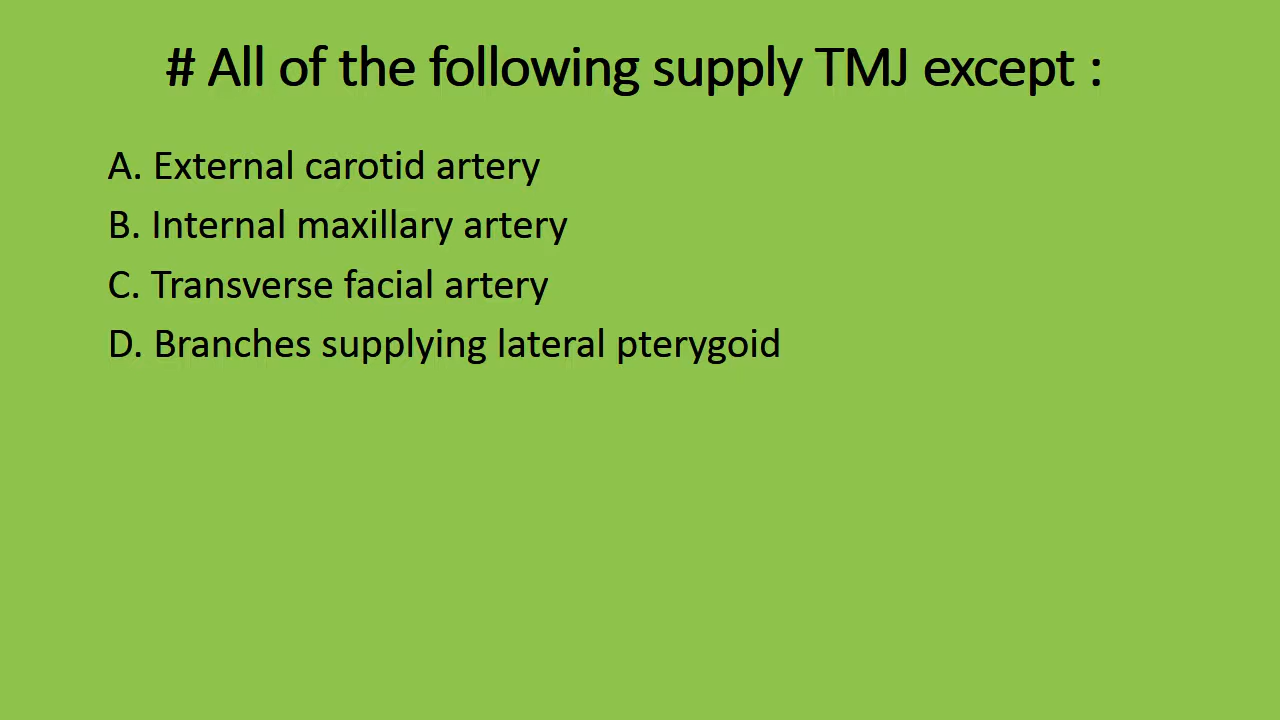 # All of the following supply TMJ except :
A. External carotid artery
B. Internal maxillary artery
C. Transverse facial artery
D. Branches supplying lateral pterygoid